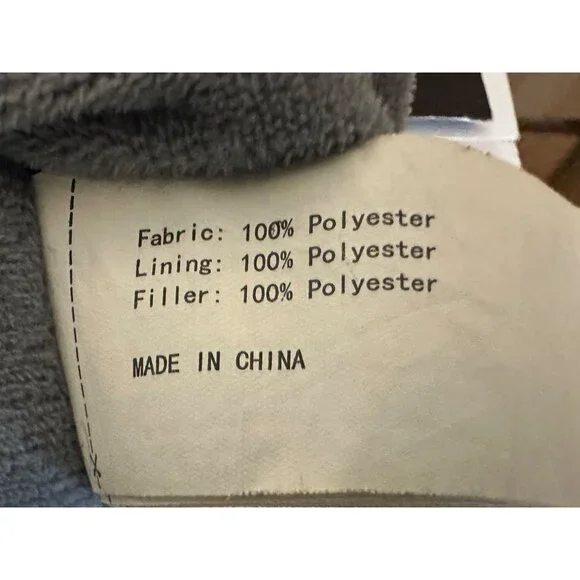 Fabric: 100% Polyester
Lining: 100% Polyester
Filler: 100% Polyester
MADE IN CHINA